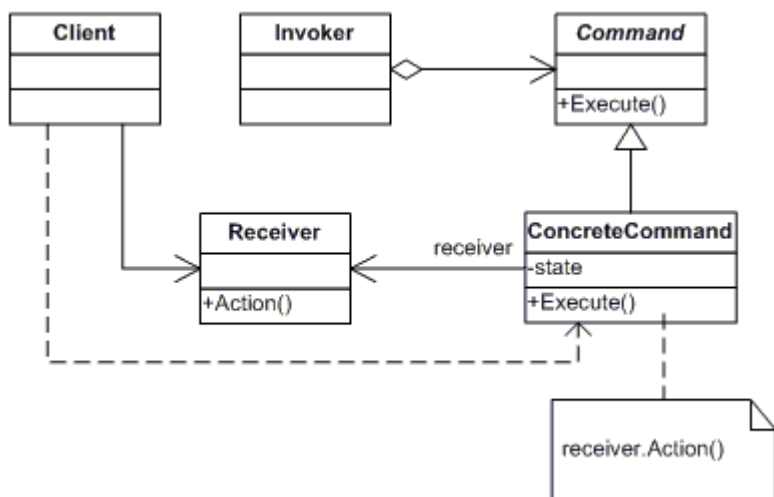 Client
Invoker
Command
+Execute()
Receiver
+Action()
receiver
ConcreteCommand
-state
+Execute()
receiver.Action()